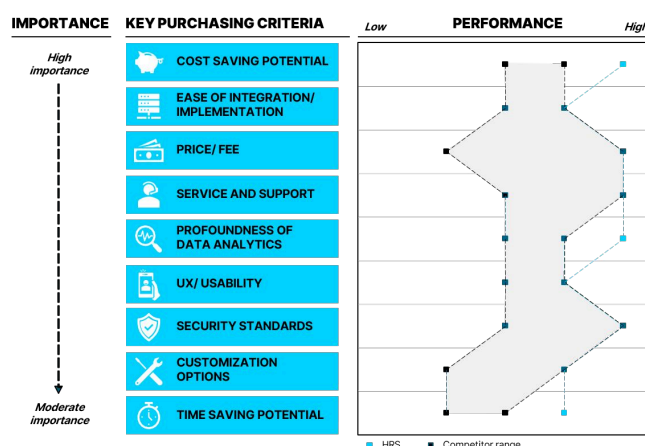 IMPORTANCE
KEY PURCHASING CRITERIA
Low
PERFORMANCE
High
High
importance
COST SAVING POTENTIAL
EASE OF INTEGRATION/
IMPLEMENTATION
PRICE/ FEE
SERVICE AND SUPPORT
PROFOUNDNESS OF
DATA ANALYTICS
UX/ USABILITY
SECURITY STANDARDS
CUSTOMIZATION
OPTIONS
TIME SAVING POTENTIAL
Moderate
importance
HRS
Competitor range